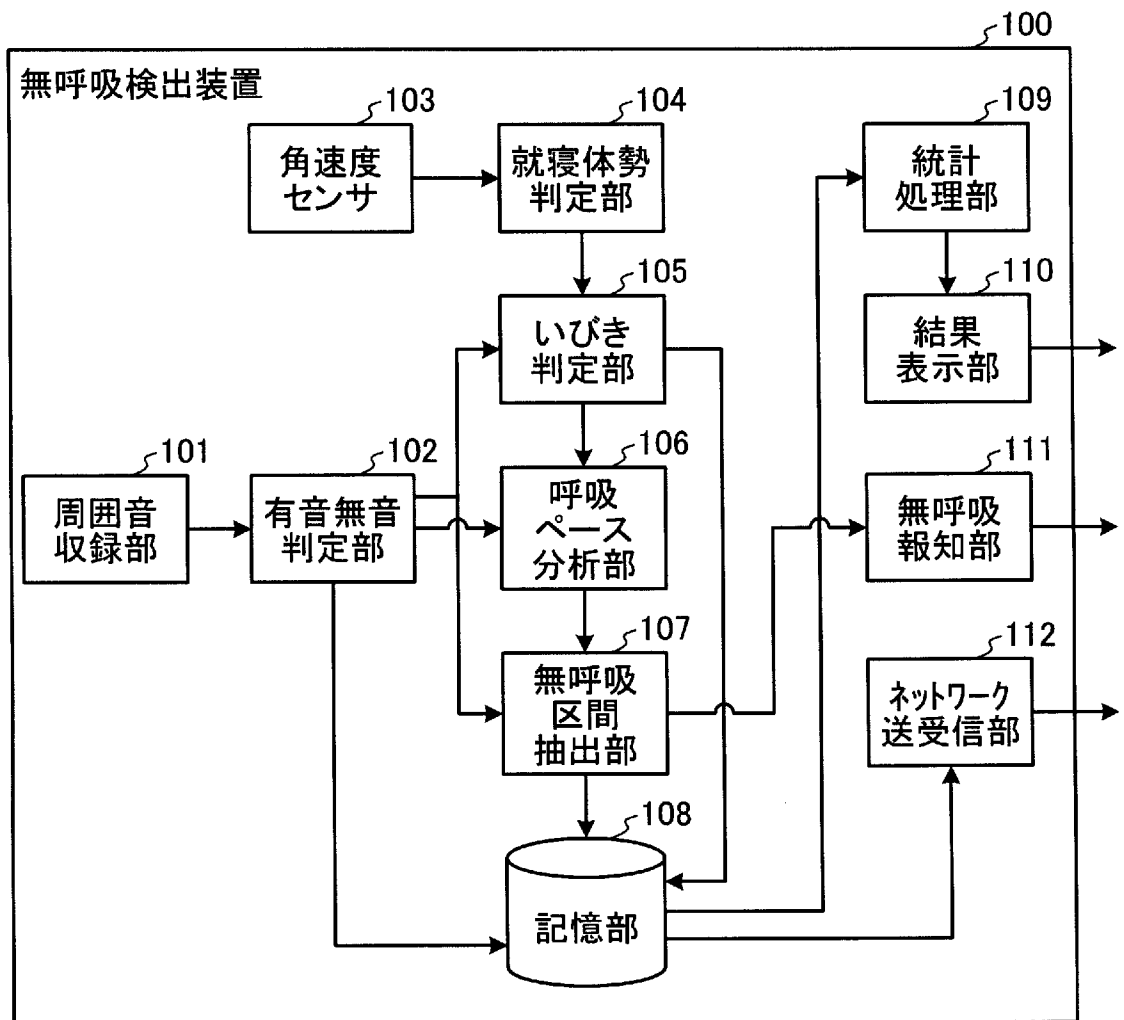 100
無呼吸検出装置
103
角速度
センサ
104
就寝体勢
判定部
109
統計
処理部
105
いびき
判定部
110
結果
表示部
101
周囲音
収録部
102
有音無音
判定部
106
呼吸
ペース
分析部
111
無呼吸
報知部
107
無呼吸
区間
抽出部
112
ネットワーク
送受信部
108
記憶部